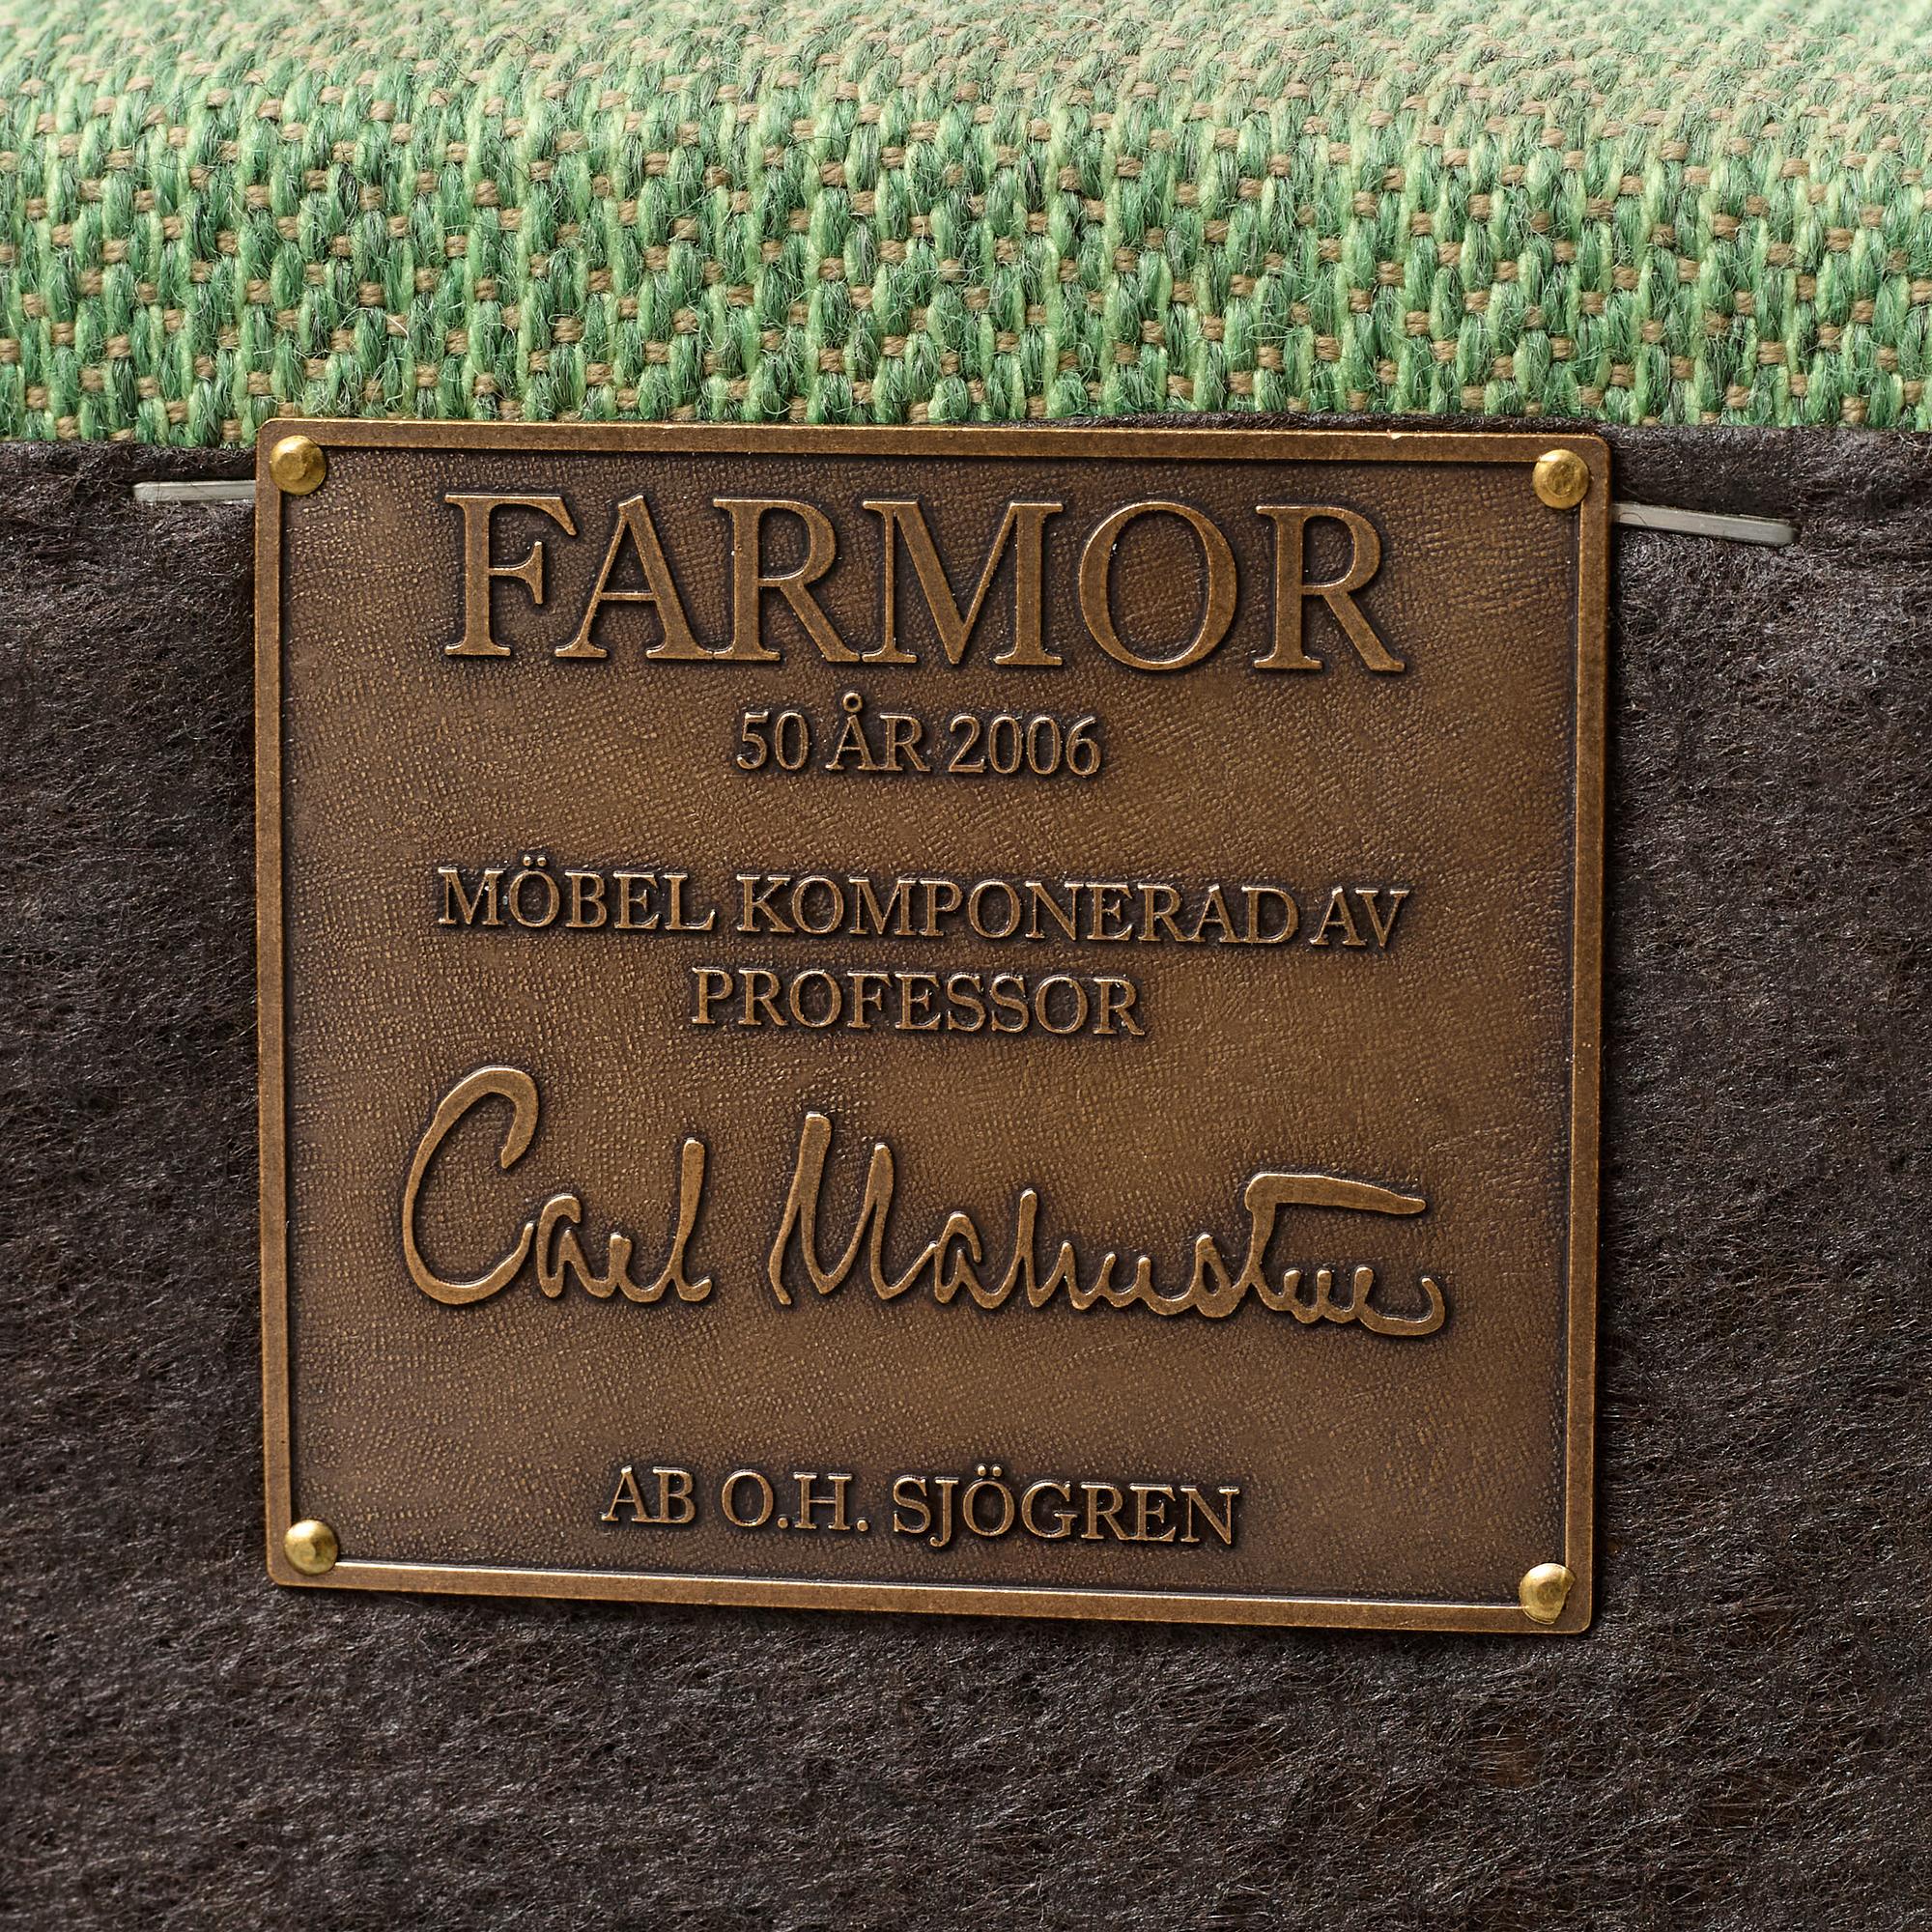 FARMOR
50 ÅR 2006
MÖBEL KOMPONERAD AV
PROFESSOR
Carl Malmsten
AB O.H. SJÖGREN